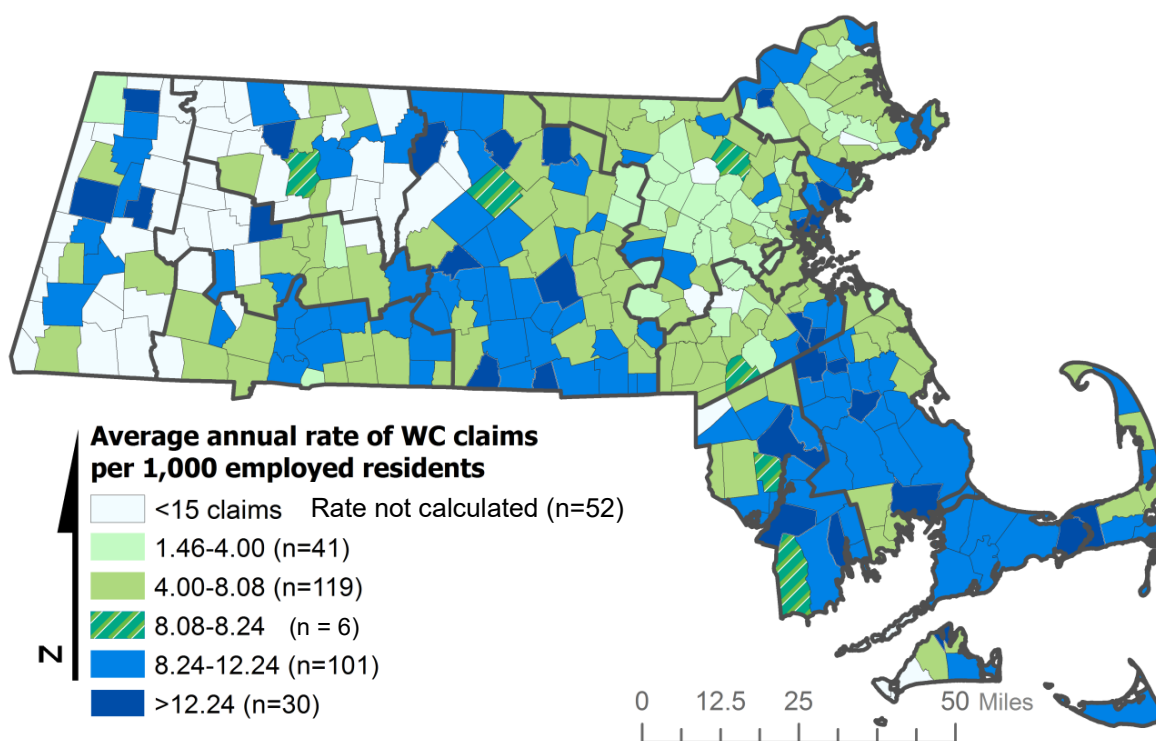 Average annual rate of WC claims
per 1,000 employed residents
<15 claims Rate not calculated (n=52)
1.46-4.00 (n=41)
4.00-8.08 (n=119)
8.08-8.24 (n = 6)
8.24-12.24 (n=101)
>12.24 (n=30)
N
0 12.5 25 50 Miles